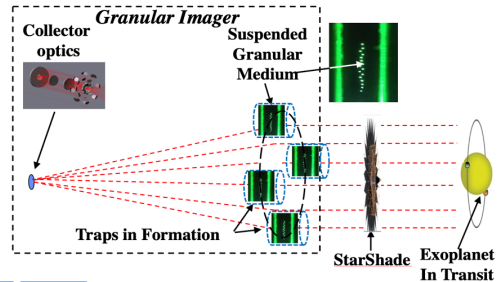 Granular Imager
Collector
optics
Suspended
Granular
Medium
Traps in Formation
StarShade
Exoplanet
In Transit